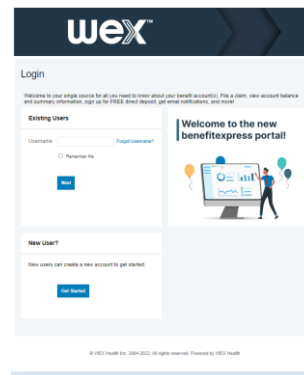 wex™
Login
Welcome to your single source for all you need to know about your benefit account(s). File a claim, view account balance
and summary information, sign up for FREE direct deposit, get email notifications, and more!
Existing Users
Username:
Forgot Username?
Remember Me
Next
Welcome to the new
benefitexpress portal!
New User?
New users can create a new account to get started.
Get Started
© WEX Health Inc. 2004-2022. All rights reserved. Powered by WEX Health